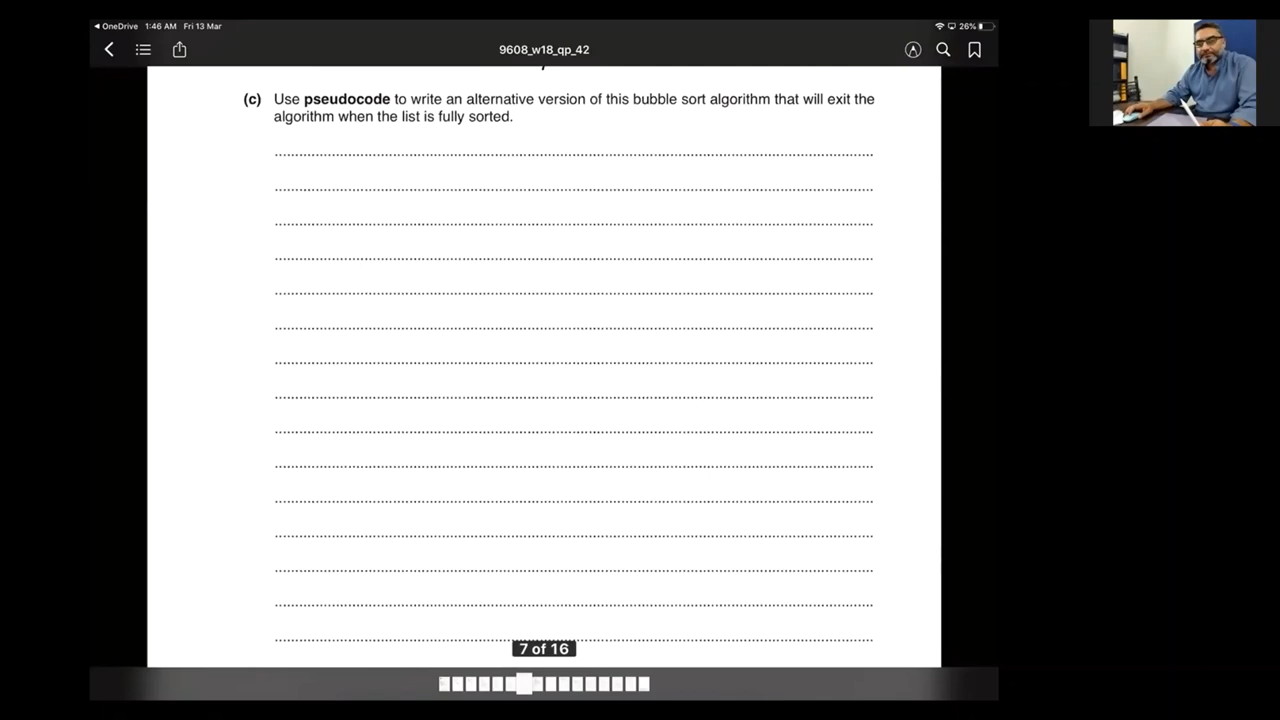 OneDrive 1:46 AM Fri 13 Mar
26%
9608_w18_qp_42
(c) Use pseudocode to write an alternative version of this bubble sort algorithm that will exit the
algorithm when the list is fully sorted.
7 of 16